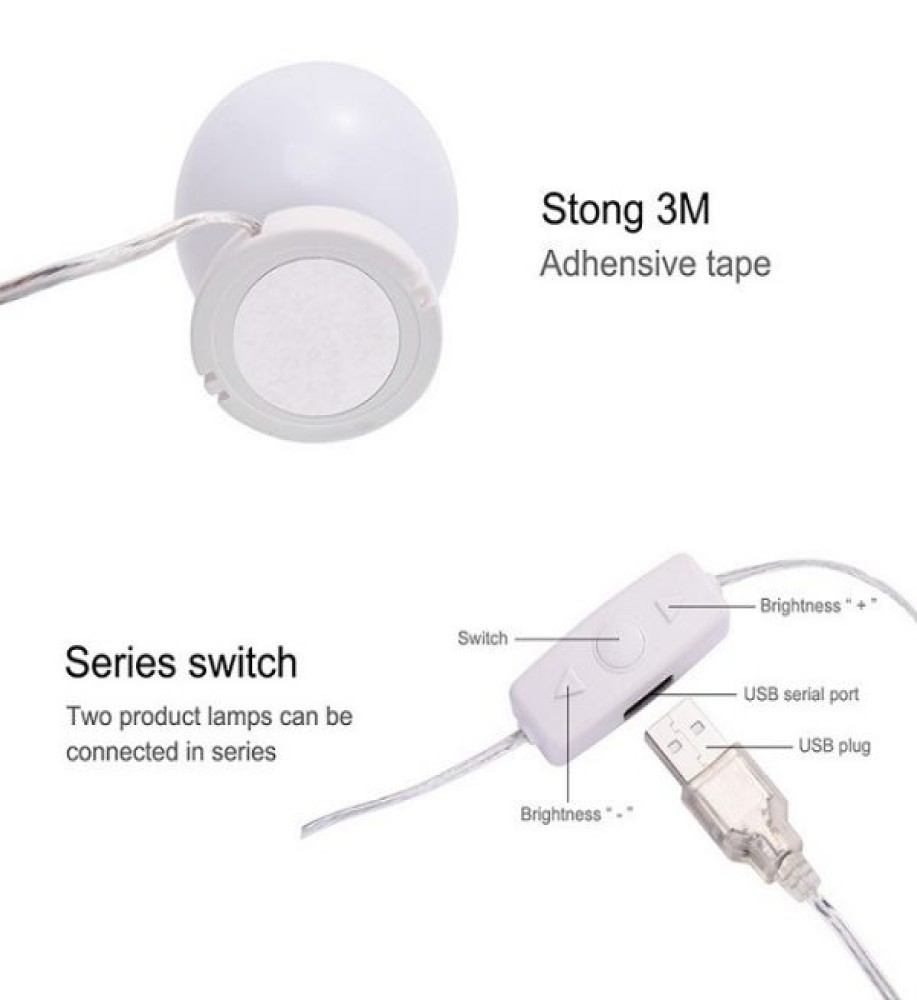 Stong 3M
Adhensive tape
Brightness “ + ”
Switch
Series switch
USB serial port
Two product lamps can be
connected in series
USB plug
Brightness “ - ”